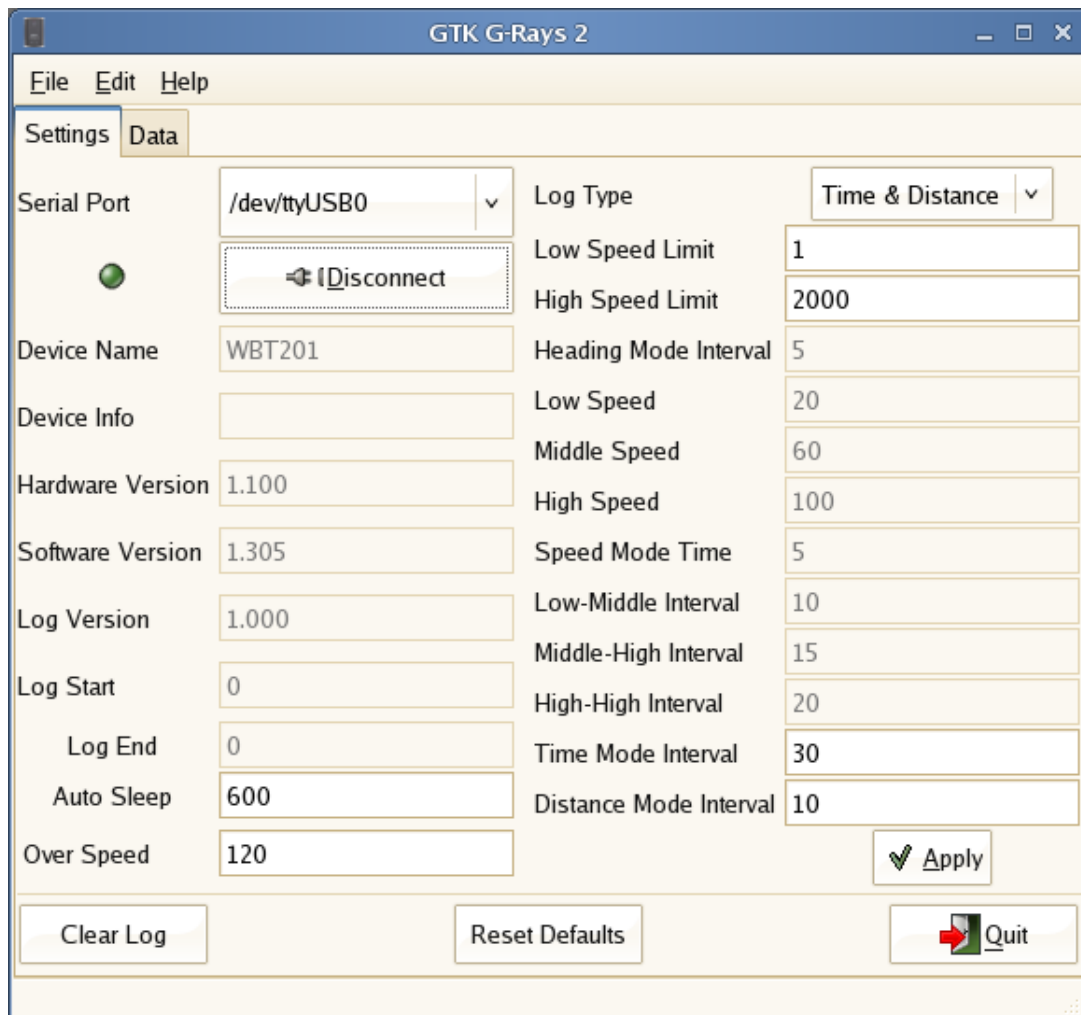 GTK G-Rays 2
File Edit Help
Settings Data
Serial Port /dev/ttyUSB0
Disconnect
Device Name WBT201
Device Info
Hardware Version 1.100
Software Version 1.305
Log Version 1.000
Log Start 0
Log End 0
Auto Sleep 600
Over Speed 120
Log Type Time & Distance
Low Speed Limit 1
High Speed Limit 2000
Heading Mode Interval 5
Low Speed 20
Middle Speed 60
High Speed 100
Speed Mode Time 5
Low-Middle Interval 10
Middle-High Interval 15
High-High Interval 20
Time Mode Interval 30
Distance Mode Interval 10
Apply
Clear Log Reset Defaults Quit